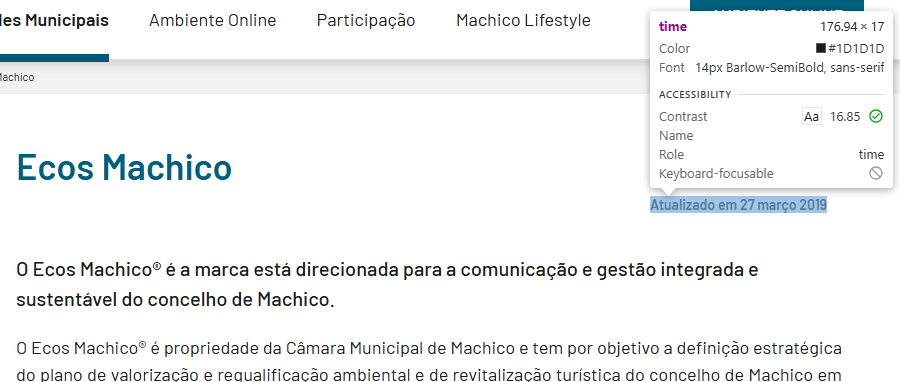 des Municipais Ambiente Online Participação Machico Lifestyle
Machico
time 176.94 × 17
Color #1D1D1D
Font 14px Barlow-SemiBold, sans-serif
ACCESSIBILITY
Contrast Aa 16.85
Name
Role time
Keyboard-focusable
Ecos Machico
Atualizado em 27 março 2019
O Ecos Machico® é a marca está direcionada para a comunicação e gestão integrada e
sustentável do concelho de Machico.
O Ecos Machico® é propriedade da Câmara Municipal de Machico e tem por objetivo a definição estratégica
do plano de valorização e requalificação ambiental e de revitalização turística do concelho de Machico em